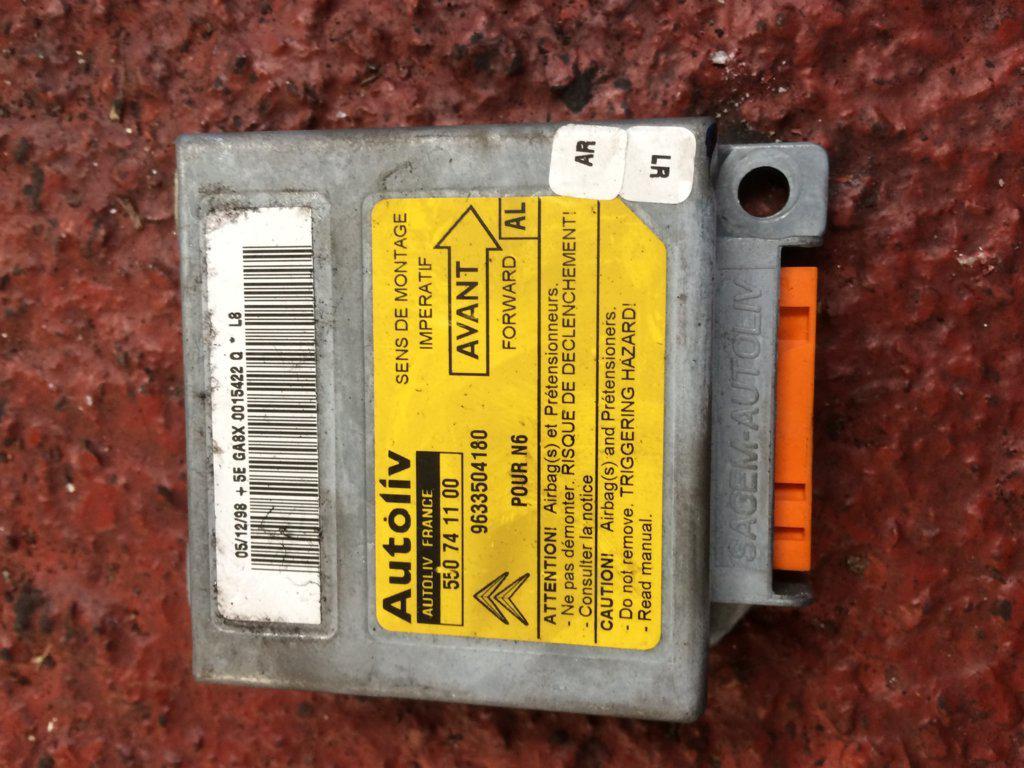 05/12/98 + 5E GA8X 0015422 Q * L8
Autoliv
AUTOLIV FRANCE
550 74 11 00
9633504180
POUR N6
SENS DE MONTAGE
IMPERATIF
AVANT
FORWARD
AL
ATTENTION! Airbag(s) et Prétensionneurs.
- Ne pas démonter. RISQUE DE DECLENCHEMENT!
- Consulter la notice
CAUTION! Airbag(s) and Prétensioners.
- Do not remove. TRIGGERING HAZARD!
- Read manual.
AR
LR
SAGEM-AUTOLIV